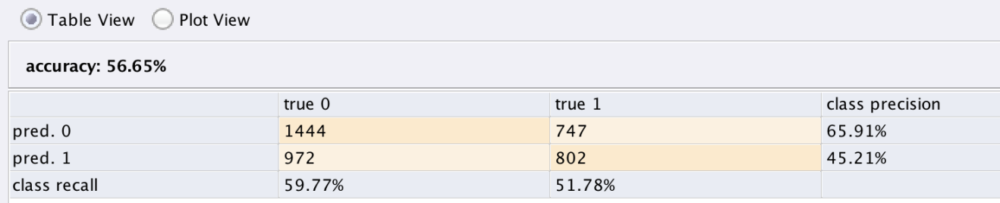 Table View Plot View
accuracy: 56.65%
true 0 true 1 class precision
pred. 0 1444 747 65.91%
pred. 1 972 802 45.21%
class recall 59.77% 51.78%